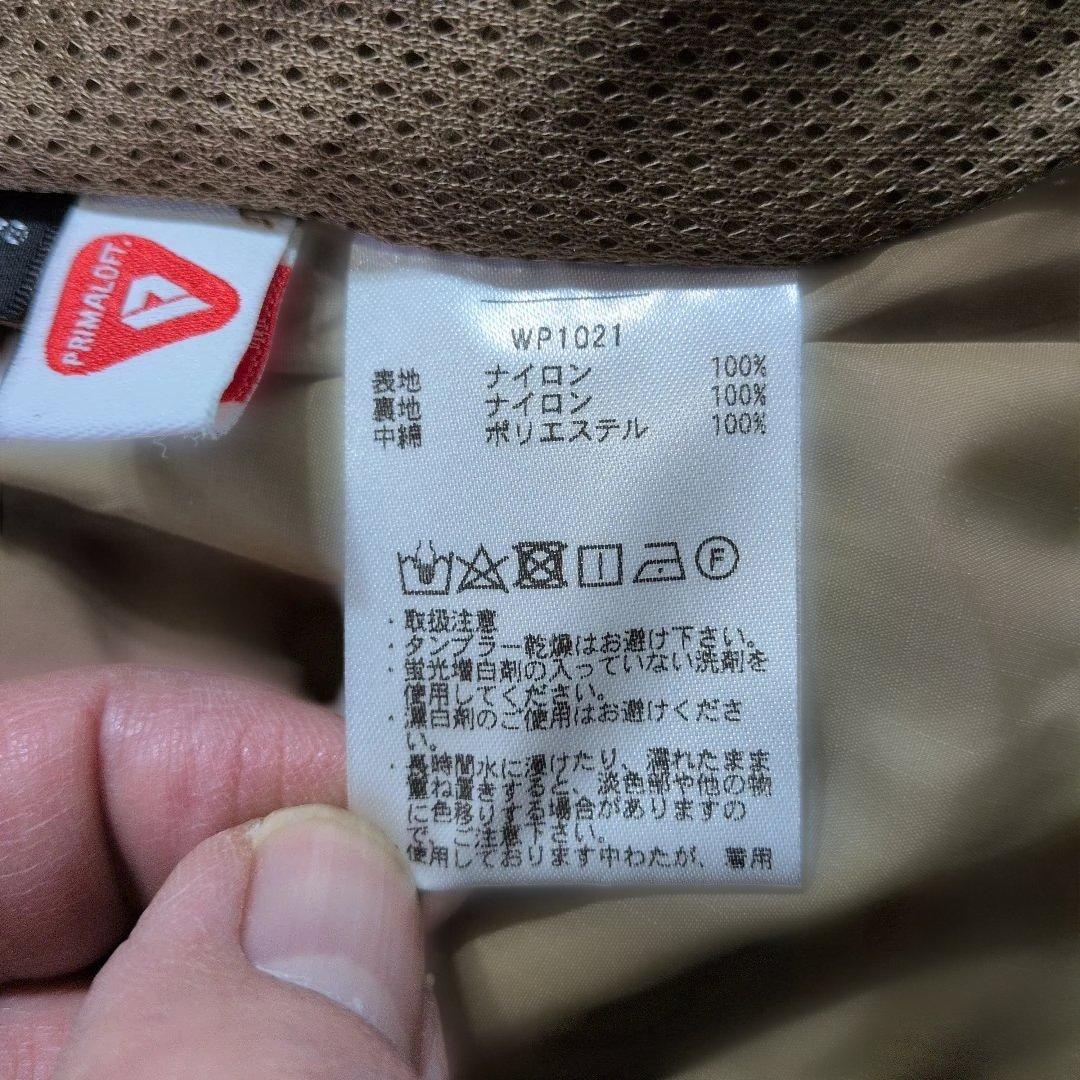 PRIMALOFT
WP1021
表地 ナイロン 100%
裏地 ナイロン 100%
中綿 ポリエステル 100%
F
・取扱注意
・タンブラー乾燥はお避け下さい。
・蛍光増白剤の入っていない洗剤を
使用してください。
・漂白剤のご使用はお避けくださ
い。
・長時間水に浸けたり、濡れたまま
重ね置きすると、淡色部や他の物
に色移りする場合がありますの
で、ご注意下さい。
使用しております中わたが、着用